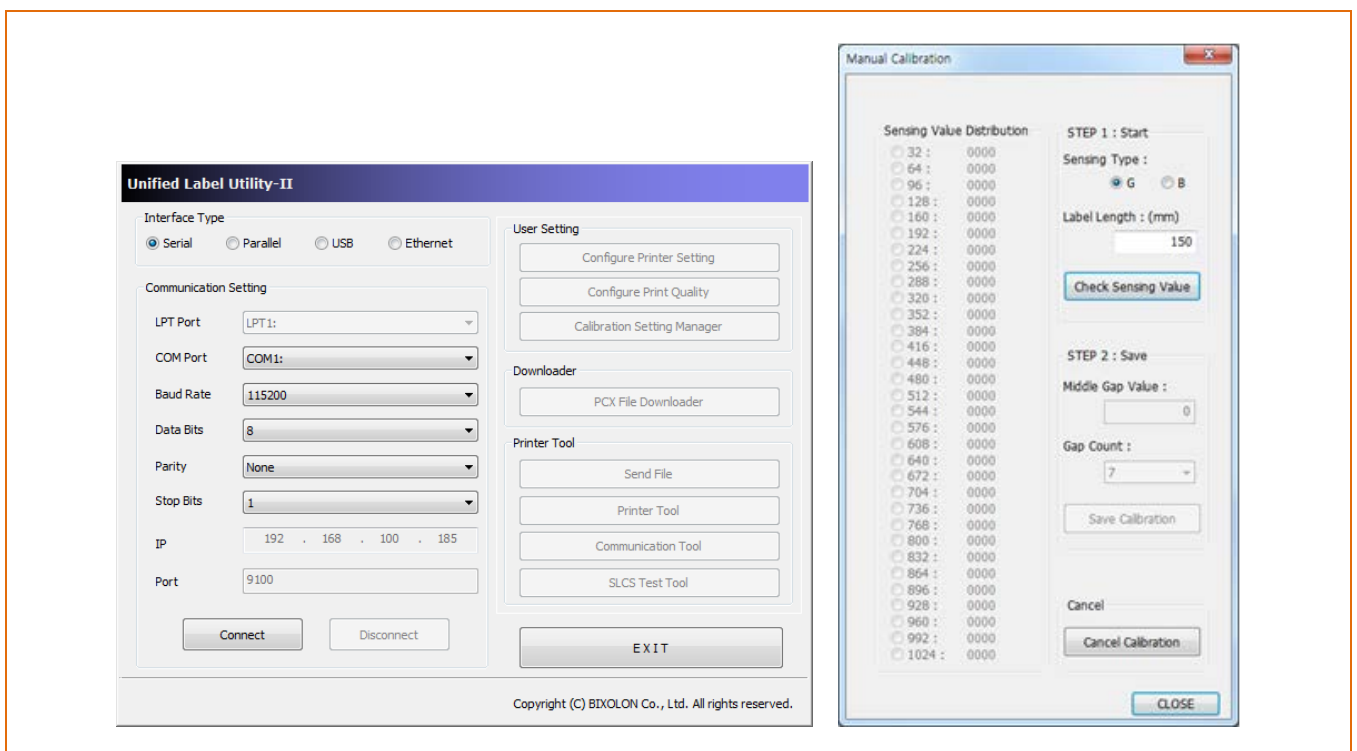 Unified Label Utility-II
Interface Type
Serial Parallel USB Ethernet
Communication Setting
LPT Port LPT1:
COM Port COM1:
Baud Rate 115200
Data Bits 8
Parity None
Stop Bits 1
IP 192 . 168 . 100 . 185
Port 9100
Connect Disconnect
User Setting
Configure Printer Setting
Configure Print Quality
Calibration Setting Manager
Downloader
PCX File Downloader
Printer Tool
Send File
Printer Tool
Communication Tool
SLCS Test Tool
EXIT
Copyright (C) BIXOLON Co., Ltd. All rights reserved.
Manual Calibration
Sensing Value Distribution
32 : 0000
64 : 0000
96 : 0000
128 : 0000
160 : 0000
192 : 0000
224 : 0000
256 : 0000
288 : 0000
320 : 0000
352 : 0000
384 : 0000
416 : 0000
448 : 0000
480 : 0000
512 : 0000
544 : 0000
576 : 0000
608 : 0000
640 : 0000
672 : 0000
704 : 0000
736 : 0000
768 : 0000
800 : 0000
832 : 0000
864 : 0000
896 : 0000
928 : 0000
960 : 0000
992 : 0000
1024 : 0000
STEP 1 : Start
Sensing Type :
G B
Label Length : (mm)
150
Check Sensing Value
STEP 2 : Save
Middle Gap Value :
0
Gap Count :
7
Save Calibration
Cancel
Cancel Calibration
CLOSE